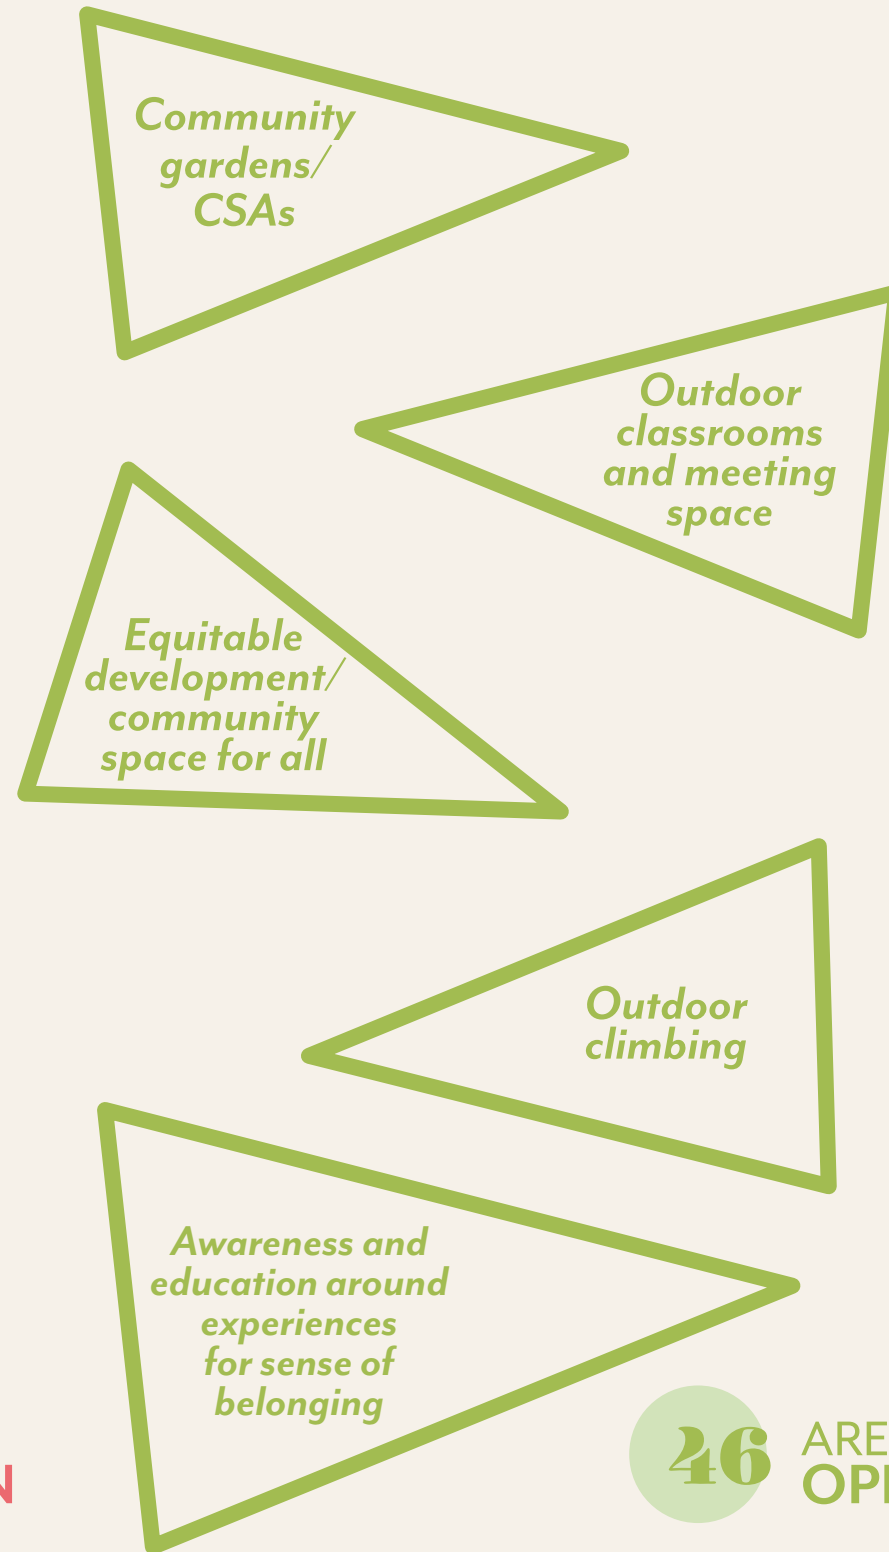 Community
gardens/
CSAs
Outdoor
classrooms
and meeting
space
Equitable
development/
community
space for all
Outdoor
climbing
Awareness and
education around
experiences
for sense of
belonging
N
46
ARE